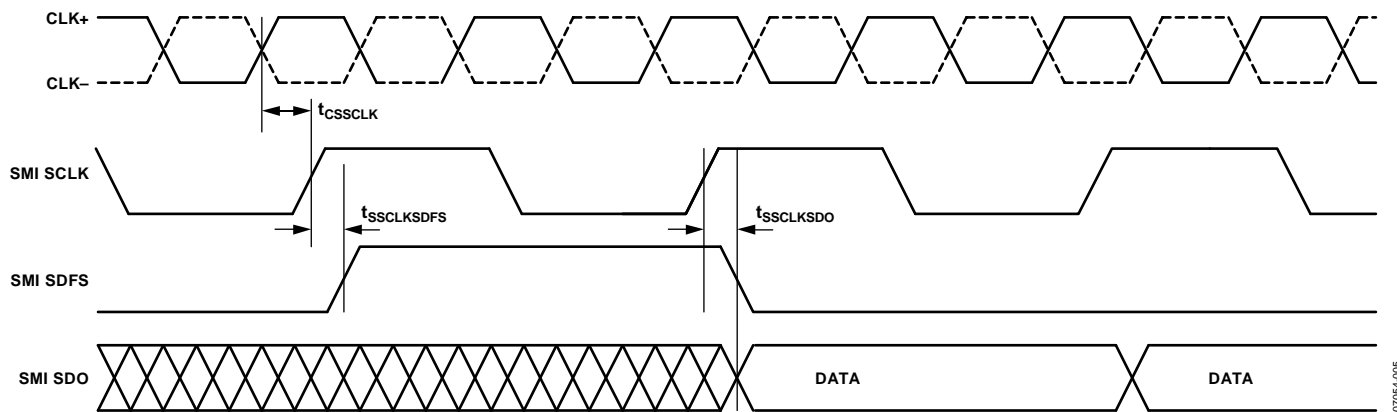 CLK+
CLK–
tCSSCLK
SMI SCLK
tSSCLKSDFS
tSSCLKSDO
SMI SDFS
SMI SDO
DATA
DATA